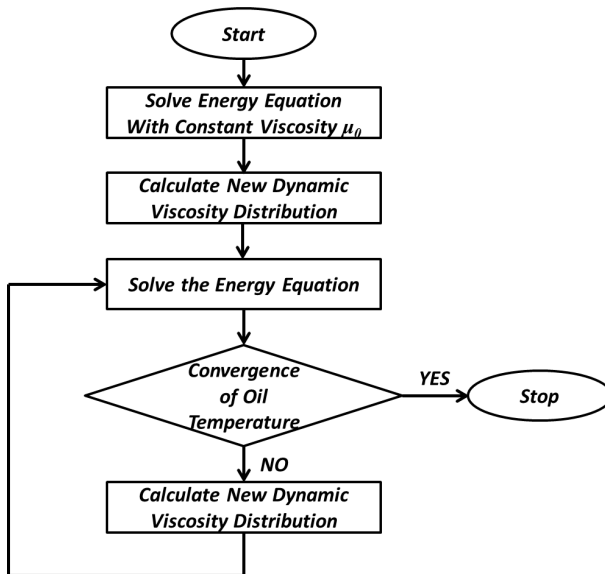 Start
Solve Energy Equation
With Constant Viscosity μ₀
Calculate New Dynamic
Viscosity Distribution
Solve the Energy Equation
Convergence
of Oil
Temperature
YES
Stop
NO
Calculate New Dynamic
Viscosity Distribution